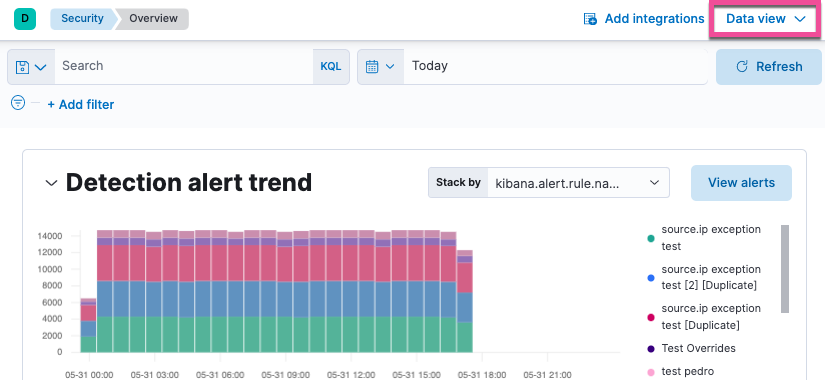 D Security Overview Add integrations Data view
Search KQL Today Refresh
+ Add filter
Detection alert trend Stack by kibana.alert.rule.na... View alerts
14000
12000
10000
8000
6000
4000
2000
0
05-31 00:00 05-31 03:00 05-31 06:00 05-31 09:00 05-31 12:00 05-31 15:00 05-31 18:00 05-31 21:00
source.ip exception
test
source.ip exception
test [2] [Duplicate]
source.ip exception
test [Duplicate]
Test Overrides
test pedro